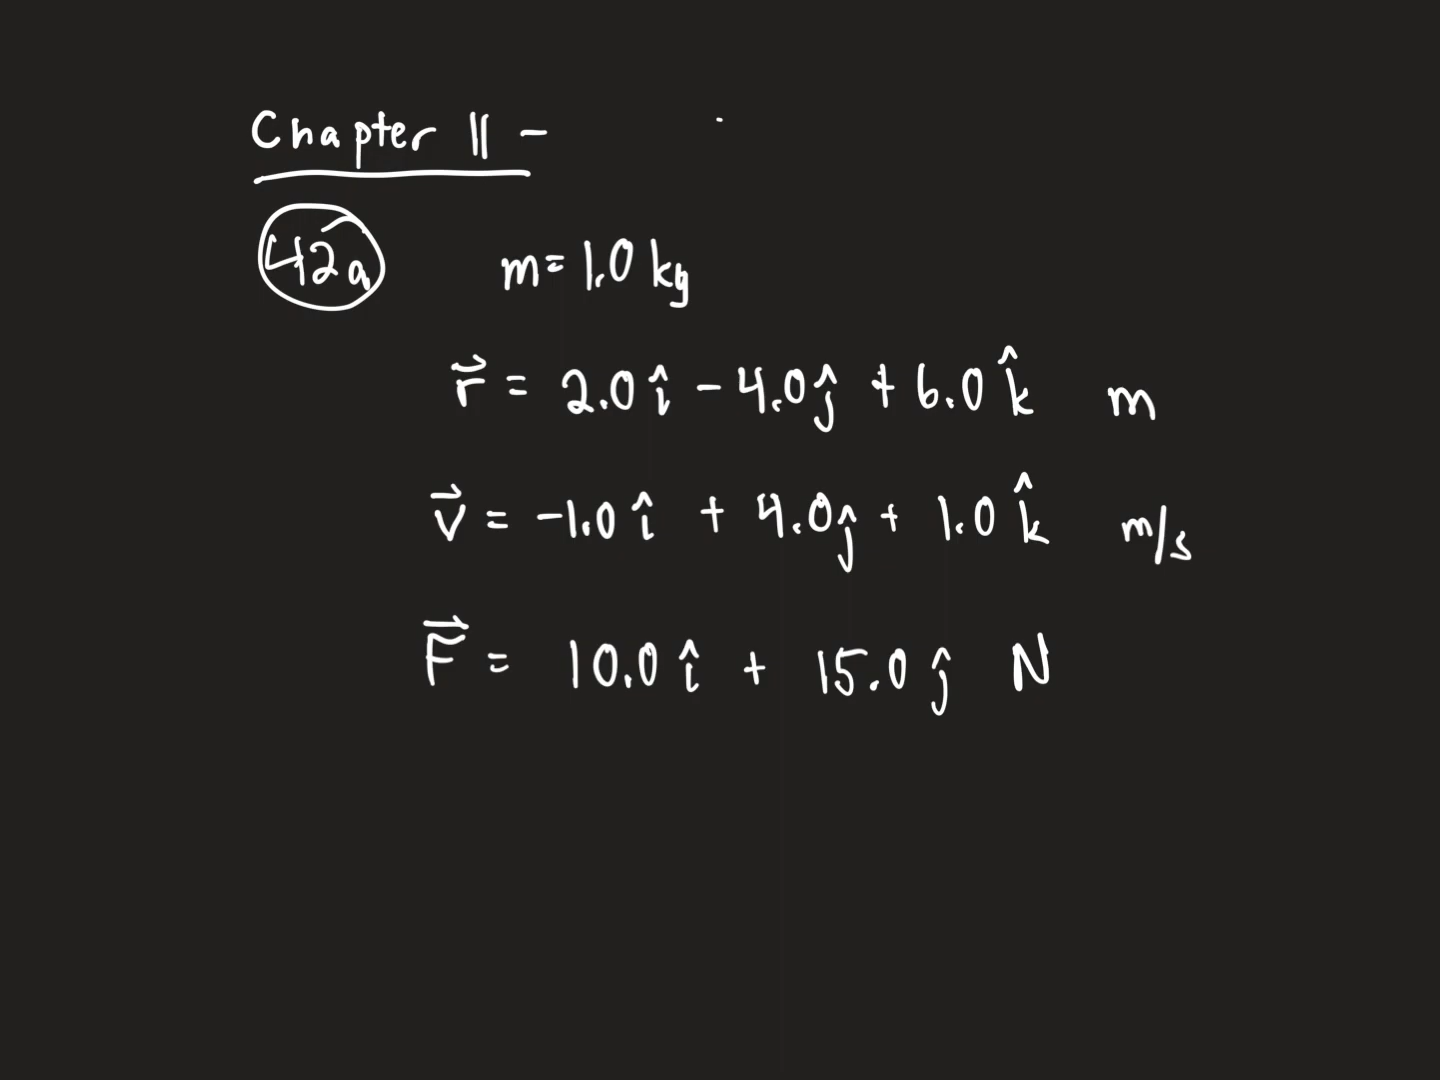 Chapter 11 -
42a m = 1.0 kg
r⃗ = 2.0 î - 4.0 ĵ + 6.0 k̂ m
v⃗ = -1.0 î + 4.0 ĵ + 1.0 k̂ m/s
F⃗ = 10.0 î + 15.0 ĵ N